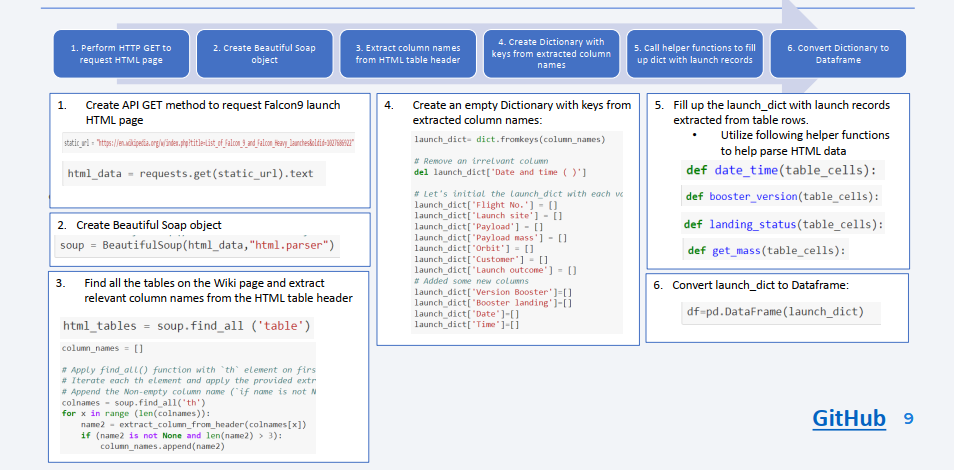 1. Perform HTTP GET to
request HTML page
2. Create Beautiful Soap
object
3. Extract column names
from HTML table header
4. Create Dictionary with
keys from extracted column
names
5. Call helper functions to fill
up dict with launch records
6. Convert Dictionary to
Dataframe
1. Create API GET method to request Falcon9 launch
HTML page
static_url = "https://en.wikipedia.org/w/index.php?title=List_of_Falcon_9_and_Falcon_Heavy_launches&oldid=1027686922"
html_data = requests.get(static_url).text
2. Create Beautiful Soap object
soup = BeautifulSoup(html_data,"html.parser")
3. Find all the tables on the Wiki page and extract
relevant column names from the HTML table header
html_tables = soup.find_all ('table')
column_names = []
# Apply find_all() function with `th` element on firs
# Iterate each th element and apply the provided extr
# Append the Non-empty column name (`if name is not N
colnames = soup.find_all('th')
for x in range (len(colnames)):
name2 = extract_column_from_header(colnames[x])
if (name2 is not None and len(name2) > 3):
column_names.append(name2)
4. Create an empty Dictionary with keys from
extracted column names:
launch_dict= dict.fromkeys(column_names)
# Remove an irrelvant column
del launch_dict['Date and time ( )']
# Let's initial the launch_dict with each va
launch_dict['Flight No.'] = []
launch_dict['Launch site'] = []
launch_dict['Payload'] = []
launch_dict['Payload mass'] = []
launch_dict['Orbit'] = []
launch_dict['Customer'] = []
launch_dict['Launch outcome'] = []
# Added some new columns
launch_dict['Version Booster']=[]
launch_dict['Booster landing']=[]
launch_dict['Date']=[]
launch_dict['Time']=[]
5. Fill up the launch_dict with launch records
extracted from table rows.
• Utilize following helper functions
to help parse HTML data
def date_time(table_cells):
def booster_version(table_cells):
def landing_status(table_cells):
def get_mass(table_cells):
6. Convert launch_dict to Dataframe:
df=pd.DataFrame(launch_dict)
GitHub 9